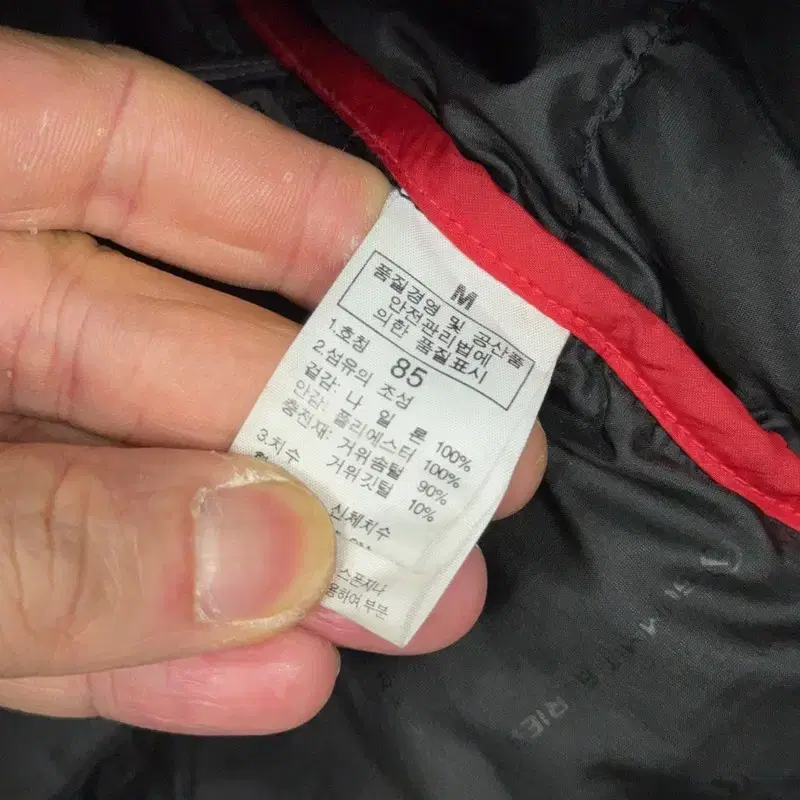 M
품질경영 및 공산품
안전관리법에
의한 품질표시
1.호칭 85
2.섬유의 조성
겉감: 나 일 론 100%
안감: 폴리에스터 100%
충전재: 거위솜털 90%
거위깃털 10%
3.치수
신체치수
스폰지나
용하여 부분